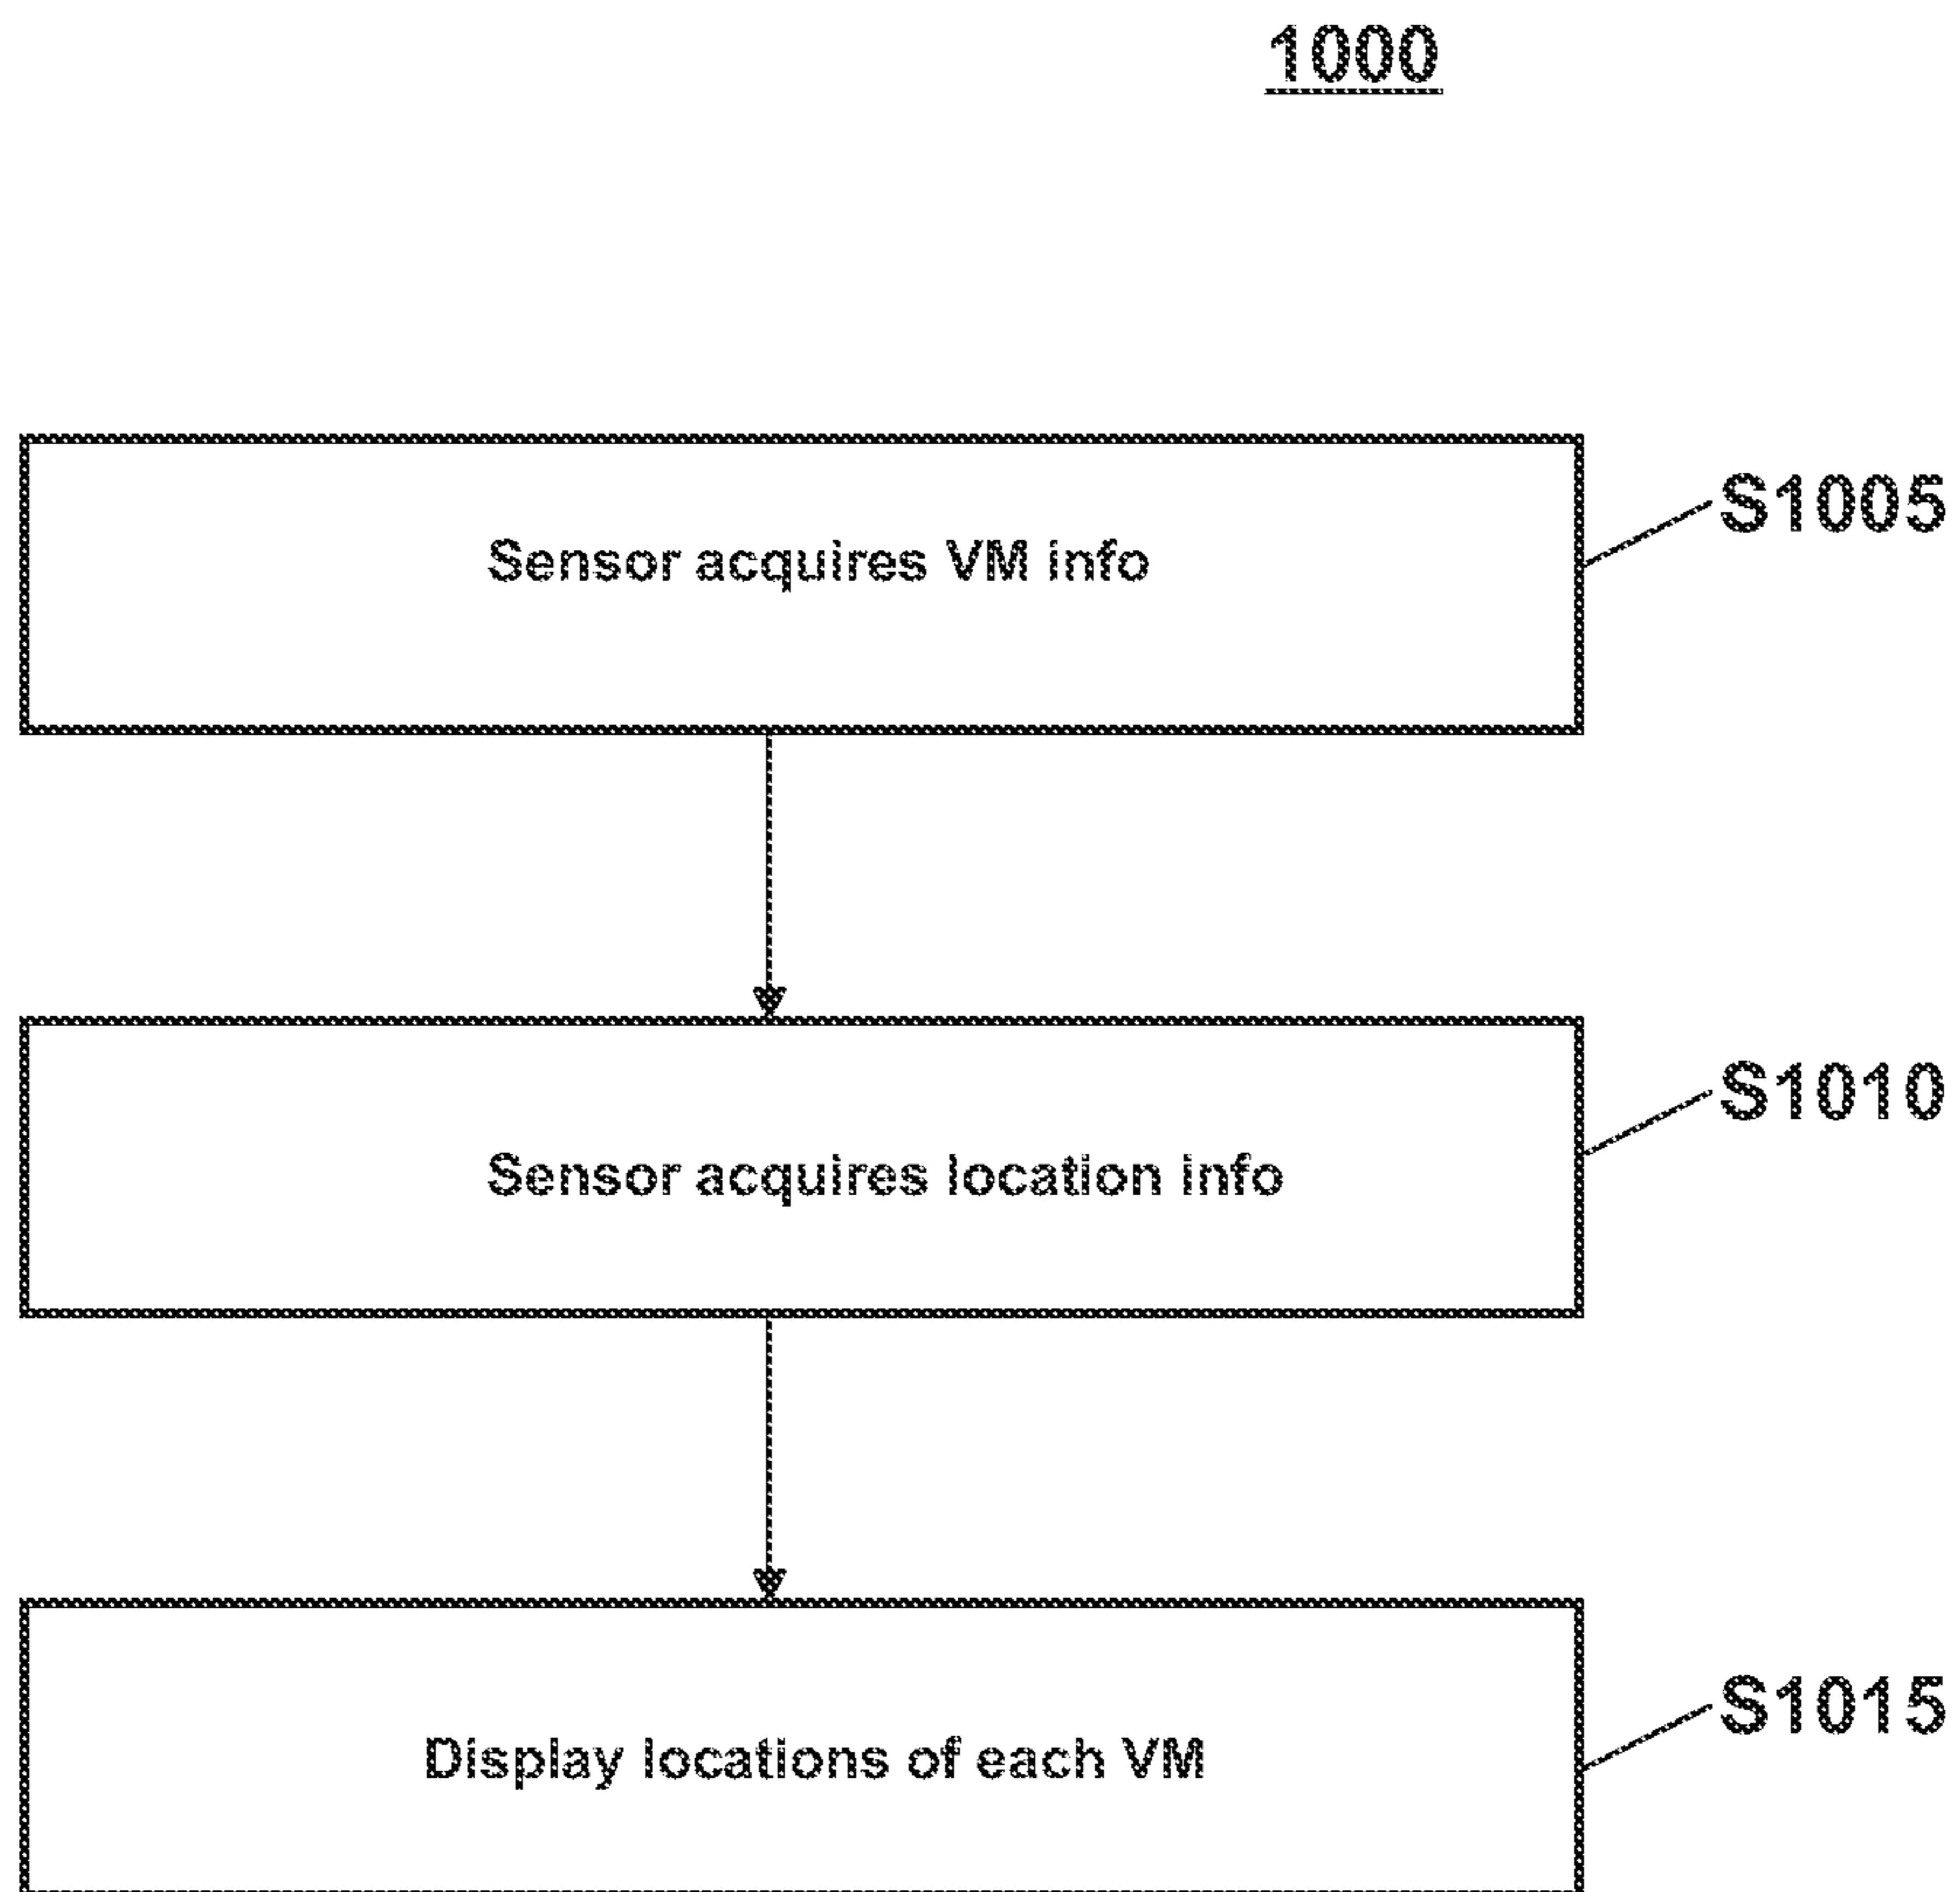 1000
Sensor acquires VM info
S1005
Sensor acquires location info
S1010
Display locations of each VM
S1015